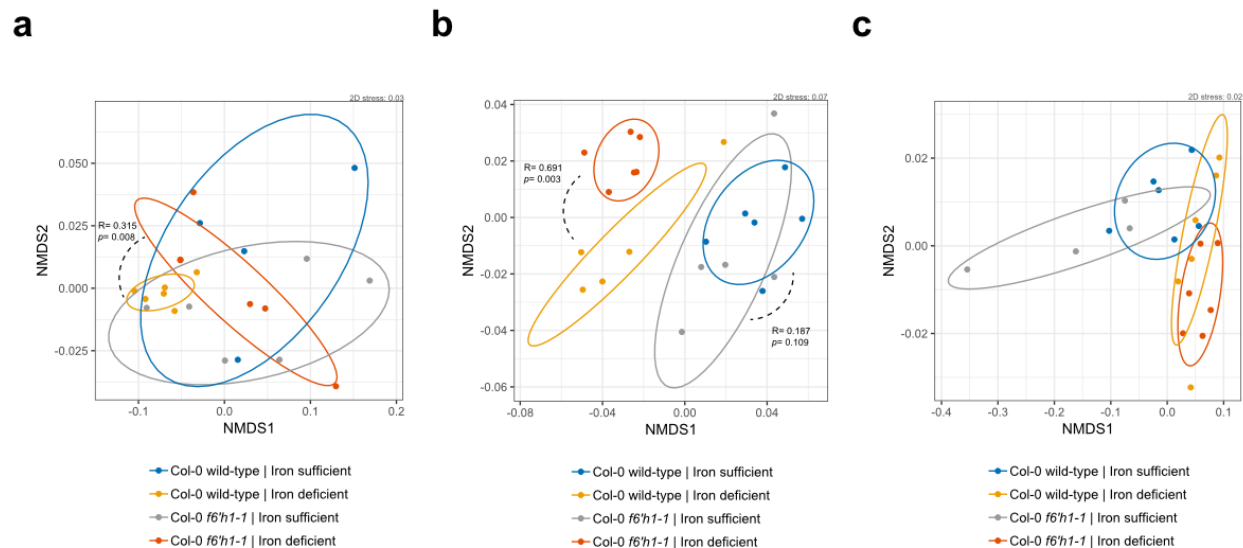 a
2D stress: 0.03
0.050
0.025
0.000
-0.025
NMDS2
R= 0.315
p= 0.008
-0.1
0.0
0.1
0.2
NMDS1
Col-0 wild-type | Iron sufficient
Col-0 wild-type | Iron deficient
Col-0 f6'h1-1 | Iron sufficient
Col-0 f6'h1-1 | Iron deficient
b
2D stress: 0.07
0.04
0.02
0.00
-0.02
-0.04
-0.06
NMDS2
R= 0.691
p= 0.003
R= 0.187
p= 0.109
-0.08
-0.04
0.00
0.04
NMDS1
Col-0 wild-type | Iron sufficient
Col-0 wild-type | Iron deficient
Col-0 f6'h1-1 | Iron sufficient
Col-0 f6'h1-1 | Iron deficient
c
2D stress: 0.02
0.02
0.00
-0.02
NMDS2
-0.4
-0.3
-0.2
-0.1
0.0
0.1
NMDS1
Col-0 wild-type | Iron sufficient
Col-0 wild-type | Iron deficient
Col-0 f6'h1-1 | Iron sufficient
Col-0 f6'h1-1 | Iron deficient